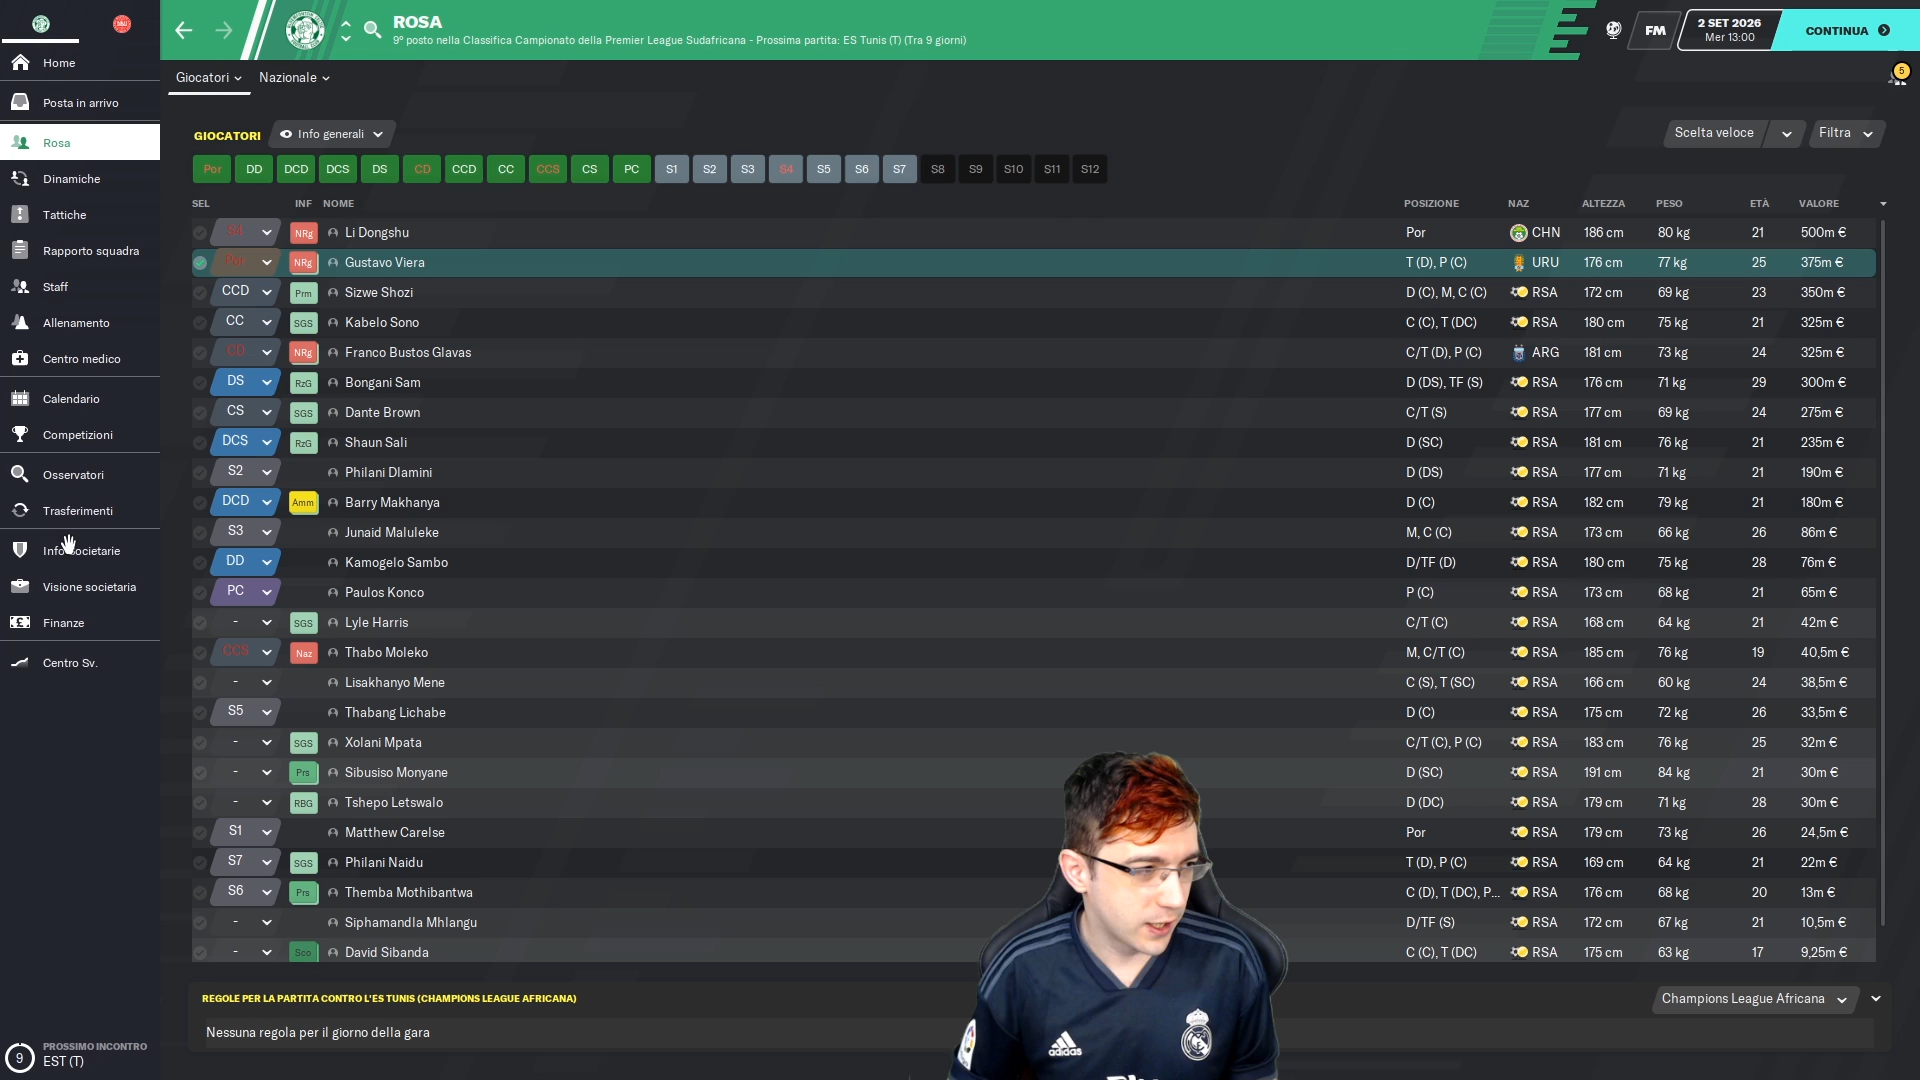 ROSA
9° posto nella Classifica Campionato della Premier League Sudafricana - Prossima partita: ES Tunis (T) (Tra 9 giorni)
FM
2 SET 2026
Mer 13:00
CONTINUA
5
Home
Posta in arrivo
Rosa
Dinamiche
Tattiche
Rapporto squadra
Staff
Allenamento
Centro medico
Calendario
Competizioni
Osservatori
Trasferimenti
Info societarie
Visione societaria
Finanze
Centro Sv.
9 PROSSIMO INCONTRO
EST (T)
Giocatori Nazionale
GIOCATORI Info generali Scelta veloce Filtra
Por DD DCD DCS DS CD CCD CC CCS CS PC S1 S2 S3 S4 S5 S6 S7 S8 S9 S10 S11 S12
SEL INF NOME POSIZIONE NAZ ALTEZZA PESO ETÀ VALORE
S4 NRg Li Dongshu Por CHN 186 cm 80 kg 21 500m €
Por NRg Gustavo Viera T (D), P (C) URU 176 cm 77 kg 25 375m €
CCD Prm Sizwe Shozi D (C), M, C (C) RSA 172 cm 69 kg 23 350m €
CC SGS Kabelo Sono C (C), T (DC) RSA 180 cm 75 kg 21 325m €
CD NRg Franco Bustos Glavas C/T (D), P (C) ARG 181 cm 73 kg 24 325m €
DS RzG Bongani Sam D (DS), TF (S) RSA 176 cm 71 kg 29 300m €
CS SGS Dante Brown C/T (S) RSA 177 cm 69 kg 24 275m €
DCS RzG Shaun Sali D (SC) RSA 181 cm 76 kg 21 235m €
S2 Philani Dlamini D (DS) RSA 177 cm 71 kg 21 190m €
DCD Amm Barry Makhanya D (C) RSA 182 cm 79 kg 21 180m €
S3 Junaid Maluleke M, C (C) RSA 173 cm 66 kg 26 86m €
DD Kamogelo Sambo D/TF (D) RSA 180 cm 75 kg 28 76m €
PC Paulos Konco P (C) RSA 173 cm 68 kg 21 65m €
- SGS Lyle Harris C/T (C) RSA 168 cm 64 kg 21 42m €
CCS Naz Thabo Moleko M, C/T (C) RSA 185 cm 76 kg 19 40,5m €
- Lisakhanyo Mene C (S), T (SC) RSA 166 cm 60 kg 24 38,5m €
S5 Thabang Lichabe D (C) RSA 175 cm 72 kg 26 33,5m €
- SGS Xolani Mpata C/T (C), P (C) RSA 183 cm 76 kg 25 32m €
- Prs Sibusiso Monyane D (SC) RSA 191 cm 84 kg 21 30m €
- RBG Tshepo Letswalo D (DC) RSA 179 cm 71 kg 28 30m €
S1 Matthew Carelse Por RSA 179 cm 73 kg 26 24,5m €
S7 SGS Philani Naidu T (D), P (C) RSA 169 cm 64 kg 21 22m €
S6 Prs Themba Mothibantwa C (D), T (DC), P... RSA 176 cm 68 kg 20 13m €
- Siphamandla Mhlangu D/TF (S) RSA 172 cm 67 kg 21 10,5m €
- Sco David Sibanda C (C), T (DC) RSA 175 cm 63 kg 17 9,25m €
REGOLE PER LA PARTITA CONTRO L'ES TUNIS (CHAMPIONS LEAGUE AFRICANA)
Champions League Africana
Nessuna regola per il giorno della gara
adidas